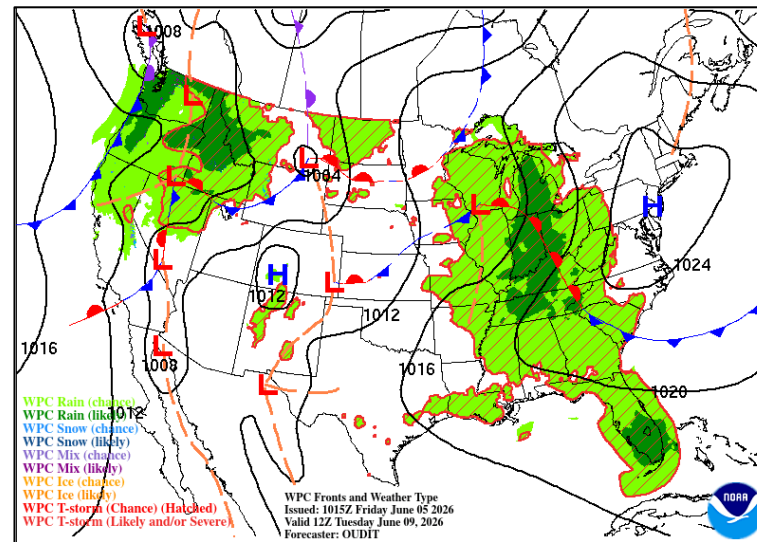 1008
L
L
L
L
1004
L
H
L
H
1024
L
1012
1012
1016
L
1008
1016
L
1020
1012
WPC Rain (chance)
WPC Rain (likely)
WPC Snow (chance)
WPC Snow (likely)
WPC Mix (chance)
WPC Mix (likely)
WPC Ice (chance)
WPC Ice (likely)
WPC T-storm (Chance) (Hatched)
WPC T-storm (Likely and/or Severe)
WPC Fronts and Weather Type
Issued: 1015Z Friday June 05 2026
Valid 12Z Tuesday June 09, 2026
Forecaster: OUDIT
NOAA